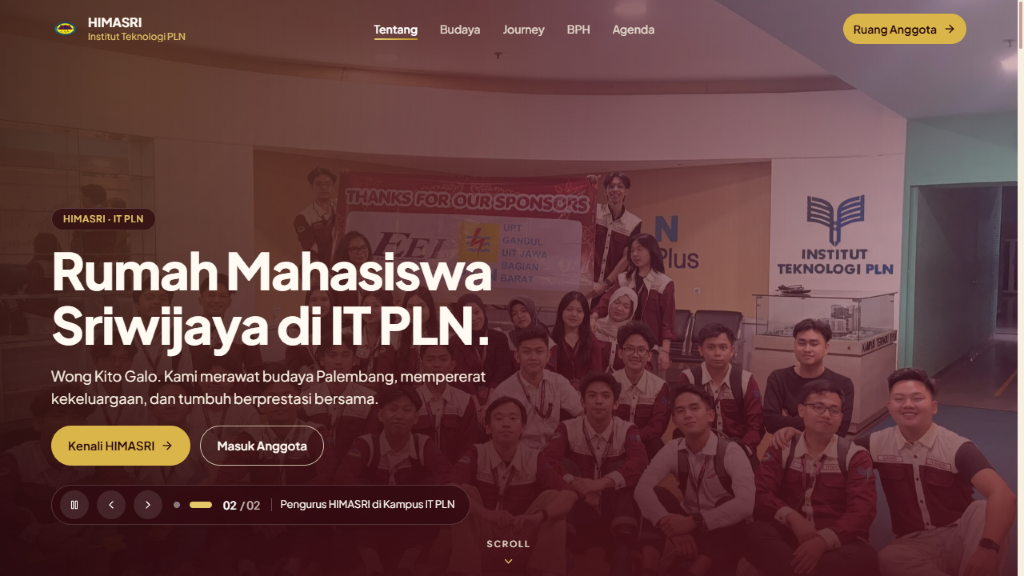 HIMASRI
Institut Teknologi PLN
Tentang
Budaya
Journey
BPH
Agenda
Ruang Anggota
THANKS FOR OUR SPONSORS
UPT
GANDUL
UIT JAWA
BAGIAN
BARAT
N
Plus
INSTITUT
TEKNOLOGI PLN
HIMASRI - IT PLN
Rumah Mahasiswa
Sriwijaya di IT PLN.
Wong Kito Galo. Kami merawat budaya Palembang, mempererat
kekeluargaan, dan tumbuh berprestasi bersama.
Kenali HIMASRI
Masuk Anggota
02 / 02
Pengurus HIMASRI di Kampus IT PLN
SCROLL